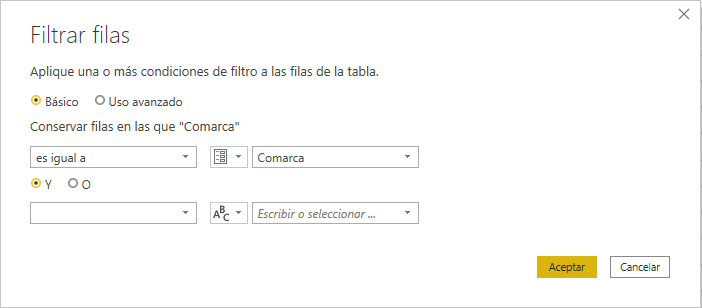 Filtrar filas
Aplique una o más condiciones de filtro a las filas de la tabla.
Básico Uso avanzado
Conservar filas en las que "Comarca"
es igual a Comarca
Y O
ABC Escribir o seleccionar ...
Aceptar Cancelar